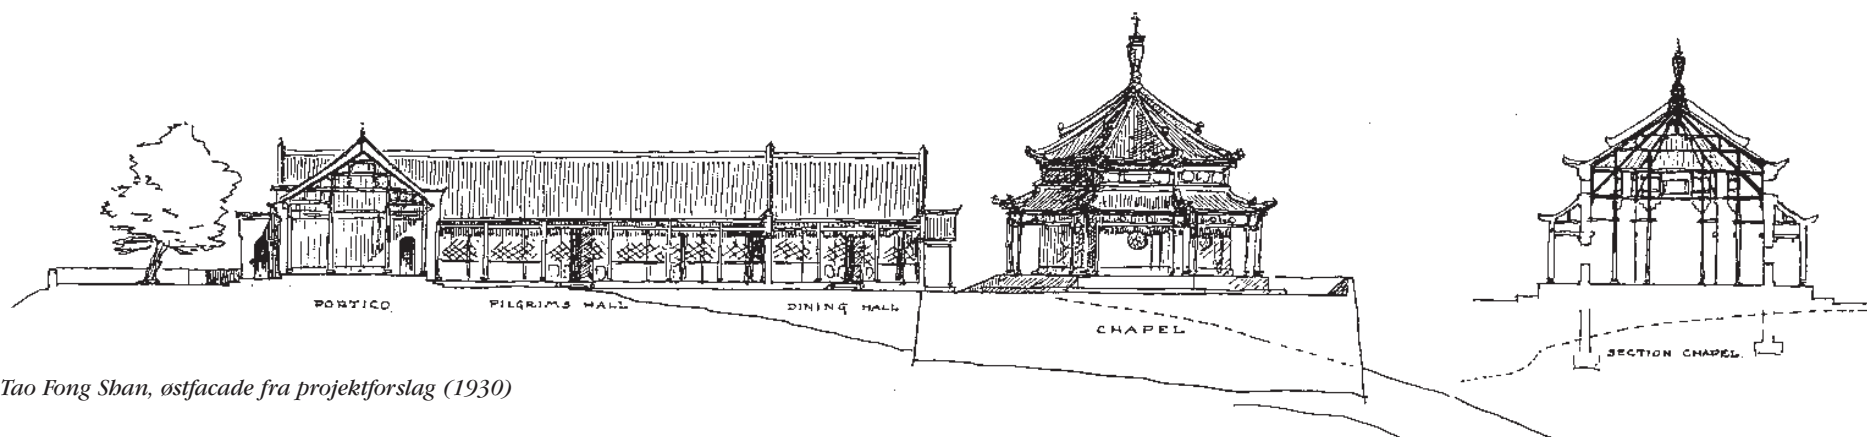 PORTICO.
PILGRIMS HALL
DINING HALL
CHAPEL
SECTION CHAPEL.
Tao Fong Shan, østfacade fra projektforslag (1930)